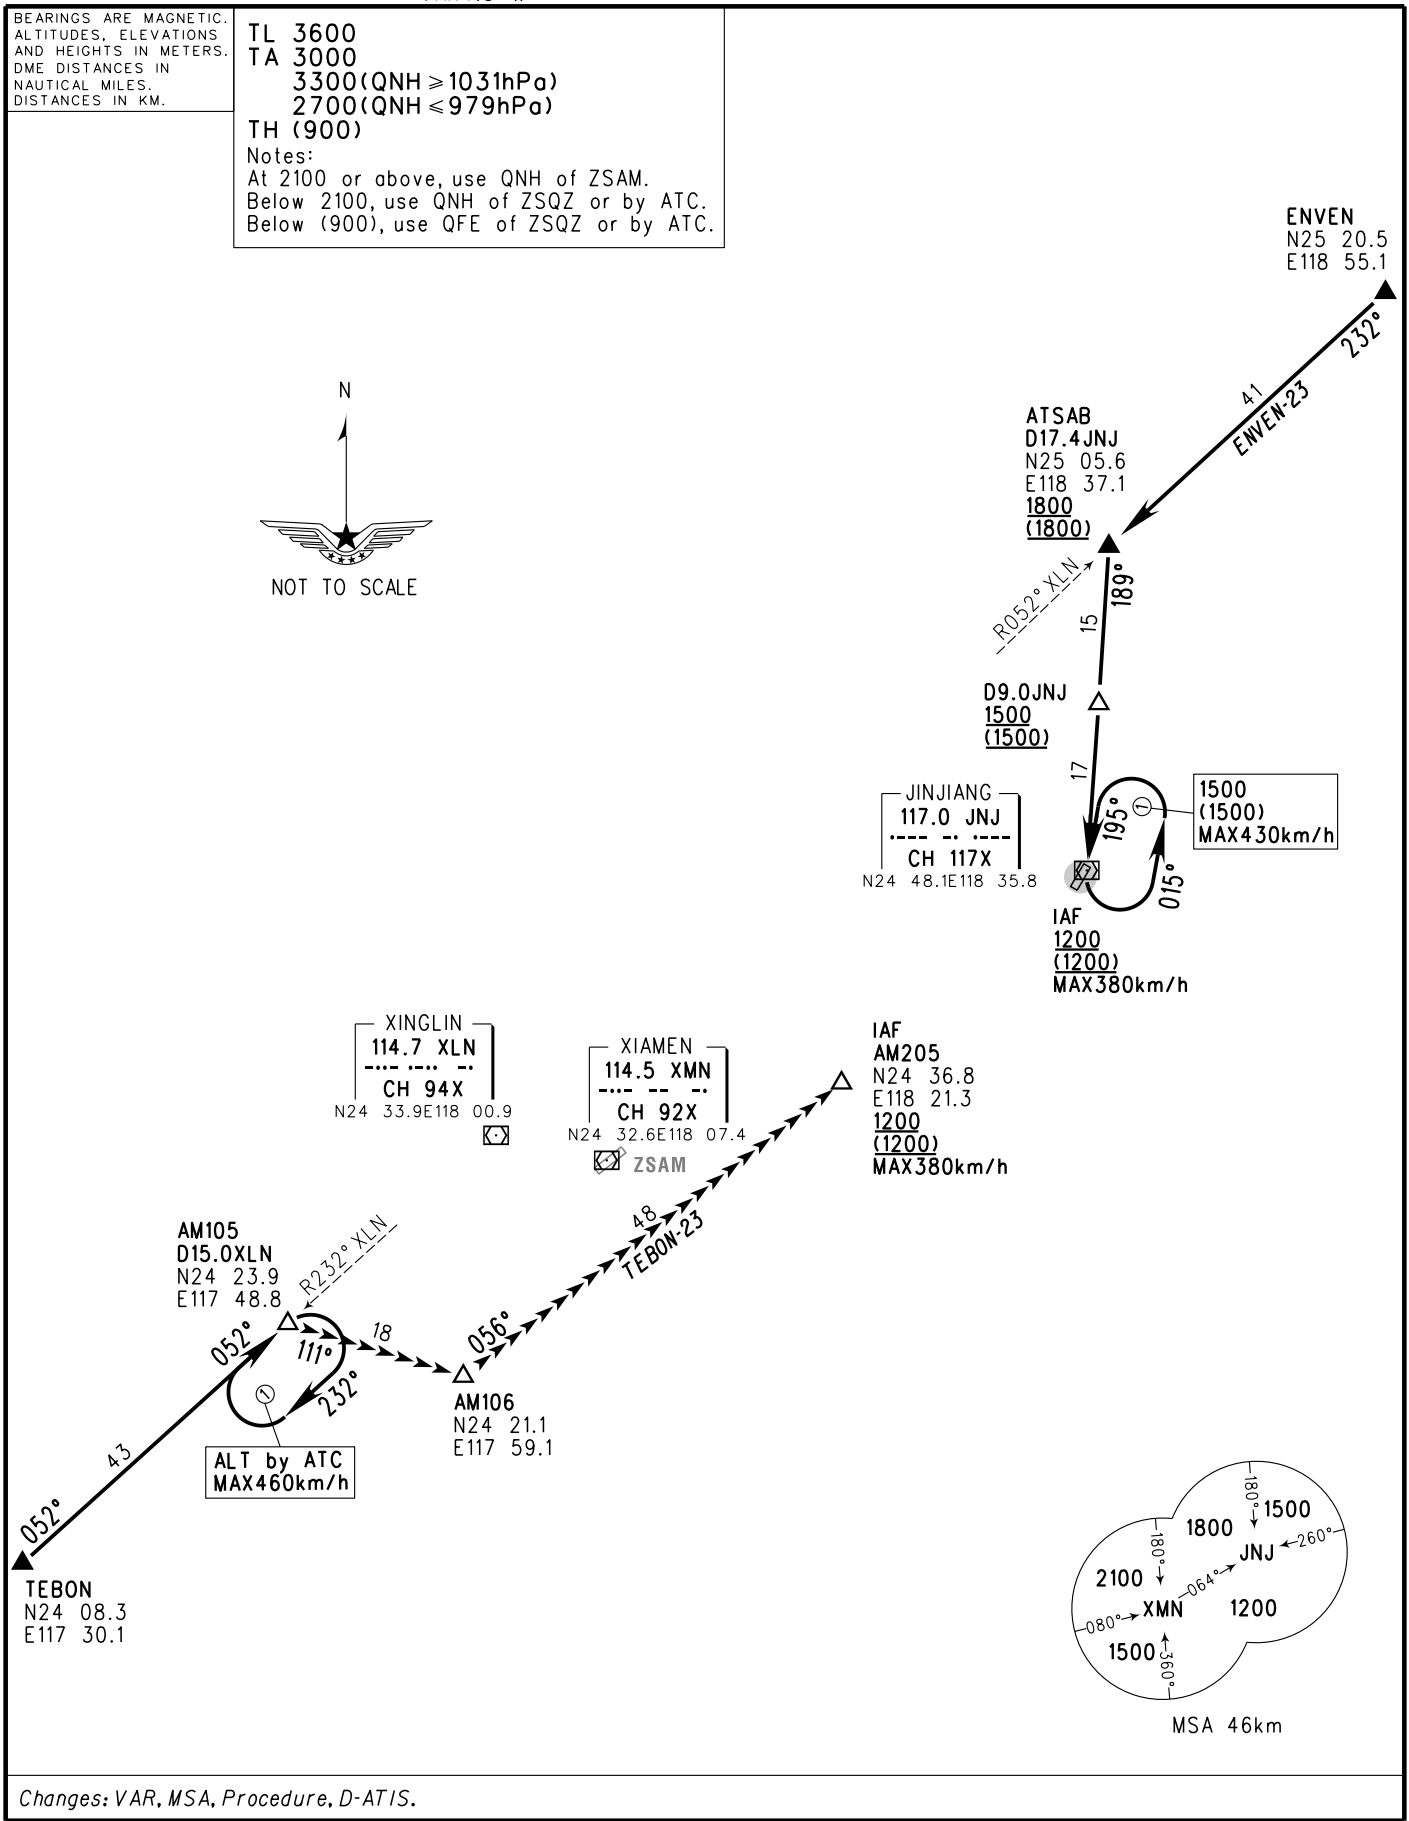 BEARINGS ARE MAGNETIC.
ALTITUDES, ELEVATIONS
AND HEIGHTS IN METERS.
DME DISTANCES IN
NAUTICAL MILES.
DISTANCES IN KM.
TL 3600
TA 3000
3300(QNH ≥ 1031hPa)
2700(QNH ≤ 979hPa)
TH (900)
Notes:
At 2100 or above, use QNH of ZSAM.
Below 2100, use QNH of ZSQZ or by ATC.
Below (900), use QFE of ZSQZ or by ATC.
ENVEN
N25 20.5
E118 55.1
232°
41
ENVEN-23
N
NOT TO SCALE
ATSAB
D17.4JNJ
N25 05.6
E118 37.1
1800
(1800)
R052° XLN
189°
15
D9.0JNJ
1500
(1500)
17
JINJIANG
117.0 JNJ
CH 117X
N24 48.1E118 35.8
195°
1
015°
1500
(1500)
MAX430km/h
IAF
1200
(1200)
MAX380km/h
XINGLIN
114.7 XLN
CH 94X
N24 33.9E118 00.9
XIAMEN
114.5 XMN
CH 92X
N24 32.6E118 07.4
ZSAM
IAF
AM205
N24 36.8
E118 21.3
1200
(1200)
MAX380km/h
48
TEBON-23
AM105
D15.0XLN
N24 23.9
E117 48.8
R232° XLN
052°
111°
18
232°
1
056°
AM106
N24 21.1
E117 59.1
ALT by ATC
MAX460km/h
43
052°
TEBON
N24 08.3
E117 30.1
180°
1500
1800
JNJ
260°
180°
2100
064°
080°
XMN
1200
1500
360°
MSA 46km
Changes: VAR, MSA, Procedure, D-ATIS.